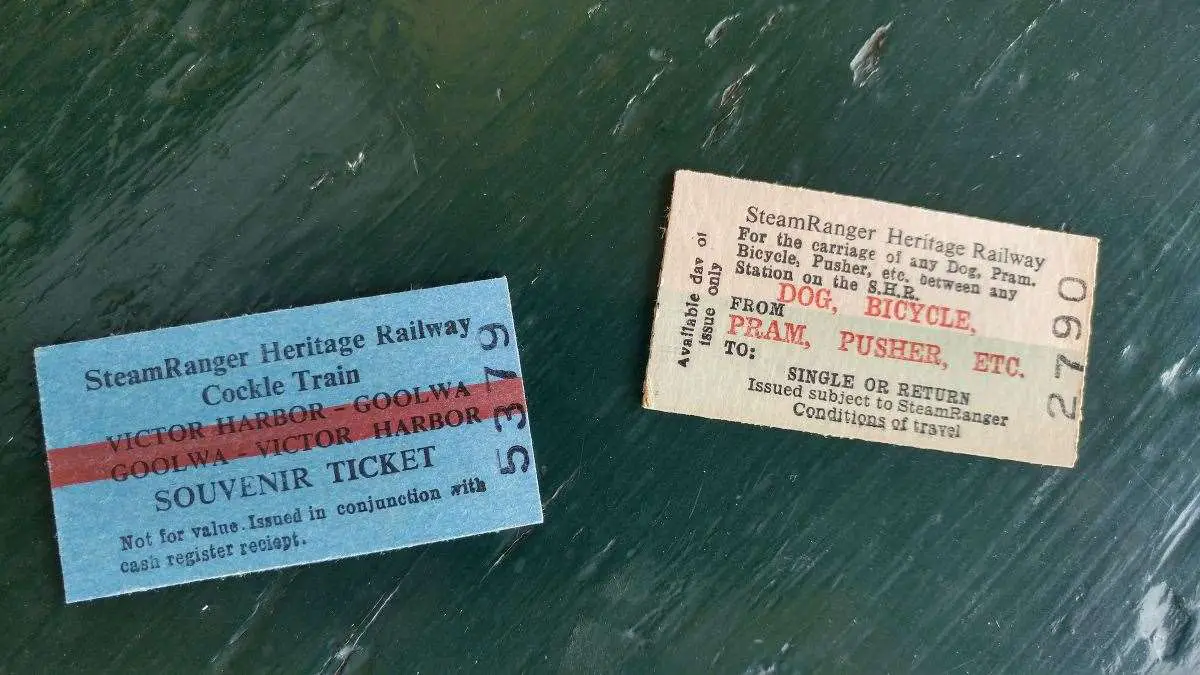 SteamRanger Heritage Railway
Cockle Train
VICTOR HARBOR - GOOLWA
GOOLWA - VICTOR HARBOR
SOUVENIR TICKET
Not for value. Issued in conjunction with
cash register reciept.
5379
Available day of
issue only
SteamRanger Heritage Railway
For the carriage of any Dog, Pram.
Bicycle, Pusher, etc. between any
Station on the S.H.R.
DOG, BICYCLE,
FROM
PRAM, PUSHER, ETC.
TO:
SINGLE OR RETURN
Issued subject to SteamRanger
Conditions of travel
2790